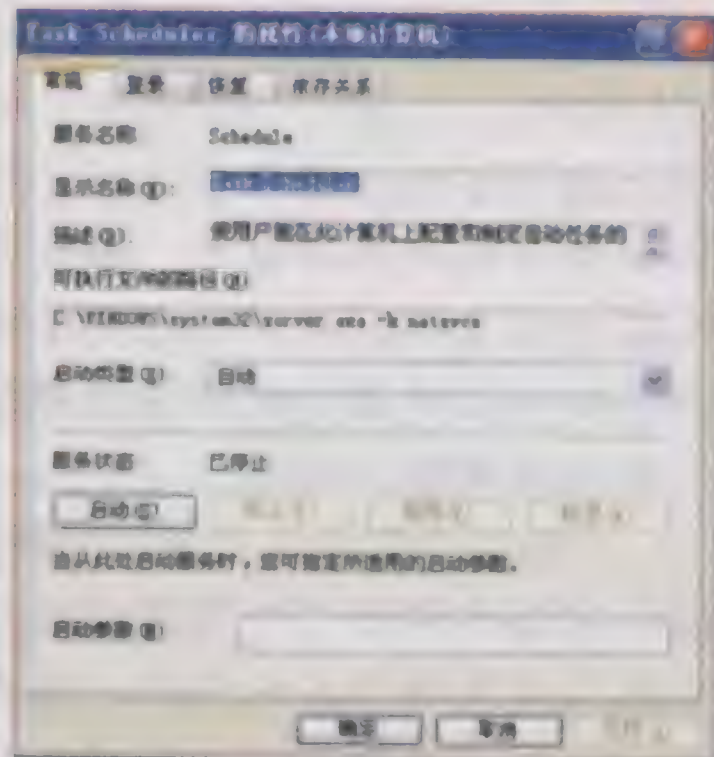 Task Scheduler 的属性(本地计算机)
常规 登录 恢复 依存关系
服务名称 Schedule
显示名称(N): Task Scheduler
描述(D): 使用户能在此计算机上配置和制定自动任务的
可执行文件的路径(H)
C:\WINDOWS\system32\server.exe -k netsvcs
启动类型(E) 自动
服务状态 已停止
启动(S)
当从此处启动服务时，您可指定所适用的启动参数。
启动参数(M)
确定 取消